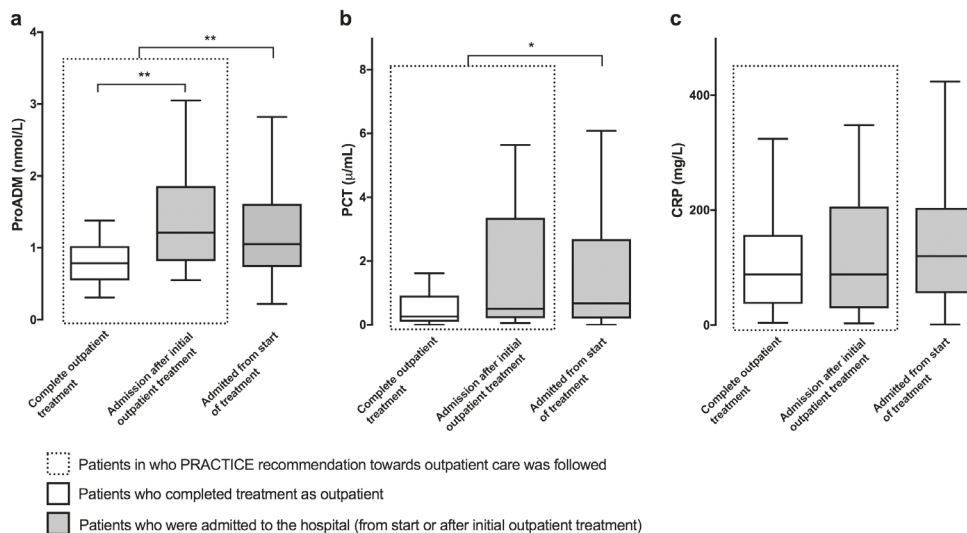 a
**
**
4
3
2
1
0
ProADM (nmol/L)
Complete outpatient
treatment
Admission after initial
outpatient treatment
Admitted from start
of treatment
b
*
8
6
4
2
0
PCT (µ/mL)
Complete outpatient
treatment
Admission after initial
outpatient treatment
Admitted from start
of treatment
c
400
200
0
CRP (mg/L)
Complete outpatient
treatment
Admission after initial
outpatient treatment
Admitted from start
of treatment
Patients in who PRACTICE recommendation towards outpatient care was followed
Patients who completed treatment as outpatient
Patients who were admitted to the hospital (from start or after initial outpatient treatment)